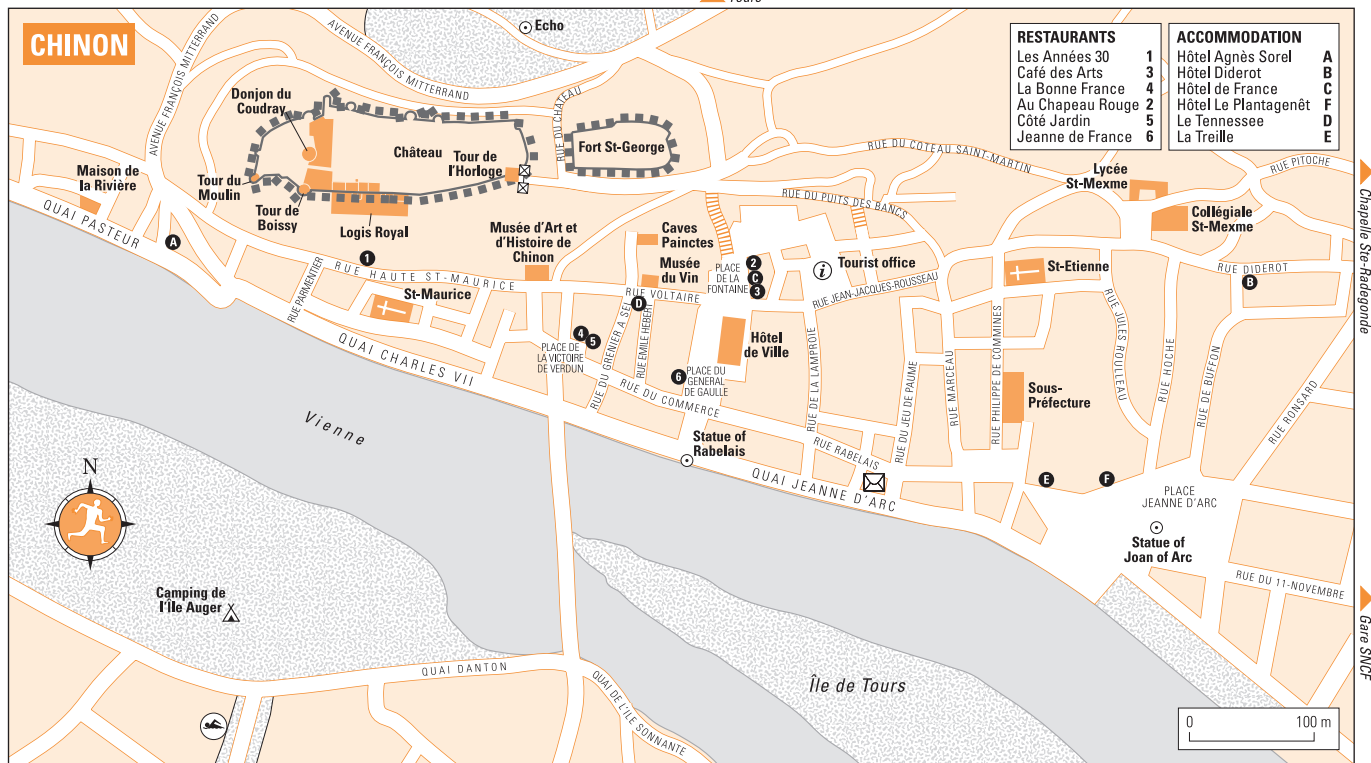 Tours
CHINON
Echo
AVENUE FRANÇOIS MITTERRAND
AVENUE FRANÇOIS MITTERRAND
RESTAURANTS
Les Années 30 1
Café des Arts 3
La Bonne France 4
Au Chapeau Rouge 2
Côté Jardin 5
Jeanne de France 6
ACCOMMODATION
Hôtel Agnès Sorel A
Hôtel Diderot B
Hôtel de France C
Hôtel Le Plantagenêt F
Le Tennessee D
La Treille E
Donjon du
Coudray
Château
Tour de
l'Horloge
RUE DU CHÂTEAU
Fort St-George
RUE DU COTEAU SAINT-MARTIN
RUE PITOCHE
Chapelle Ste-Radegonde
Maison de
la Rivière
Tour du
Moulin
Tour de
Boissy
Logis Royal
Lycée
St-Mexme
Collégiale
St-Mexme
RUE DU PUITS DES BANCS
QUAI PASTEUR
A
1
RUE HAUTE ST-MAURICE
Musée d'Art et
d'Histoire de
Chinon
Caves
Painctes
Musée
du Vin
PLACE
DE LA
FONTAINE
2
C
3
i
Tourist office
St-Etienne
RUE DIDEROT
B
RUE PARMENTIER
St-Maurice
RUE VOLTAIRE
D
RUE JEAN-JACQUES-ROUSSEAU
QUAI CHARLES VII
4
5
PLACE DE
LA VICTOIRE
DE VERDUN
RUE DU GRENIER A SEL
RUE EMILE HEBERT
Hôtel
de Ville
6
PLACE DU
GENERAL
DE GAULLE
RUE DE LA LAMPROIE
RUE DU JEU DE PAUME
RUE MARCEAU
RUE PHILIPPE DE COMMINES
Sous-
Préfecture
RUE JULES ROULLEAU
RUE HOCHE
RUE DE BUFFON
RUE RONSARD
RUE DU COMMERCE
RUE RABELAIS
Vienne
Statue of
Rabelais
QUAI JEANNE D'ARC
E
F
PLACE
JEANNE D'ARC
Statue of
Joan of Arc
N
RUE DU 11-NOVEMBRE
Gare SNCF
Camping de
l'Île Auger
QUAI DANTON
QUAI DE L'ILE SONNANTE
Île de Tours
0 100 m